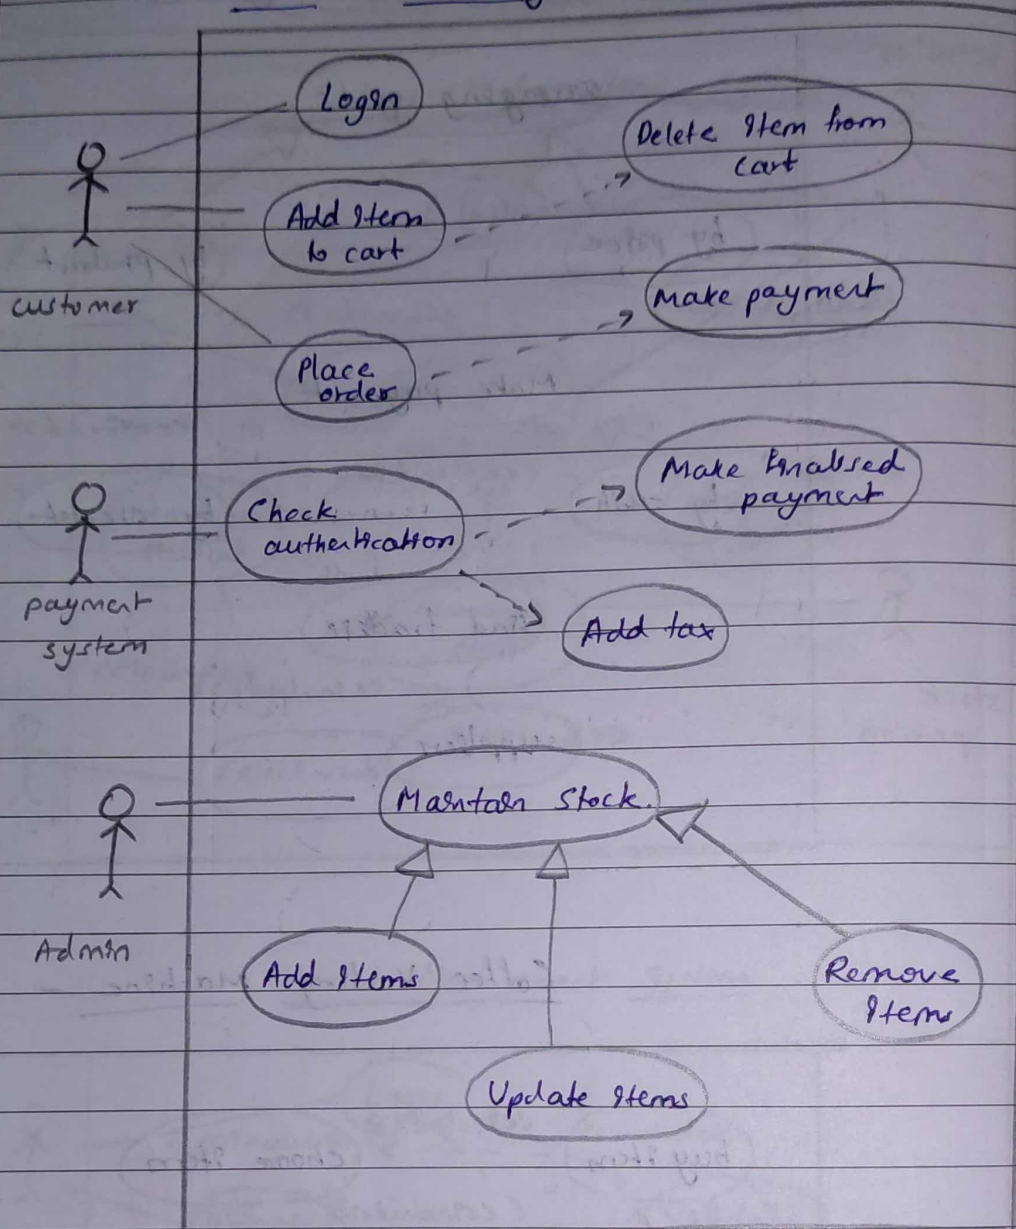 Login
Delete Item from
cart
Add Item
to cart
customer
Make payment
Place
order
Make Finalised
payment
Check
authentication
payment
system
Add tax
Maintain Stock.
Admin
Add Items
Remove
Items
Update Items